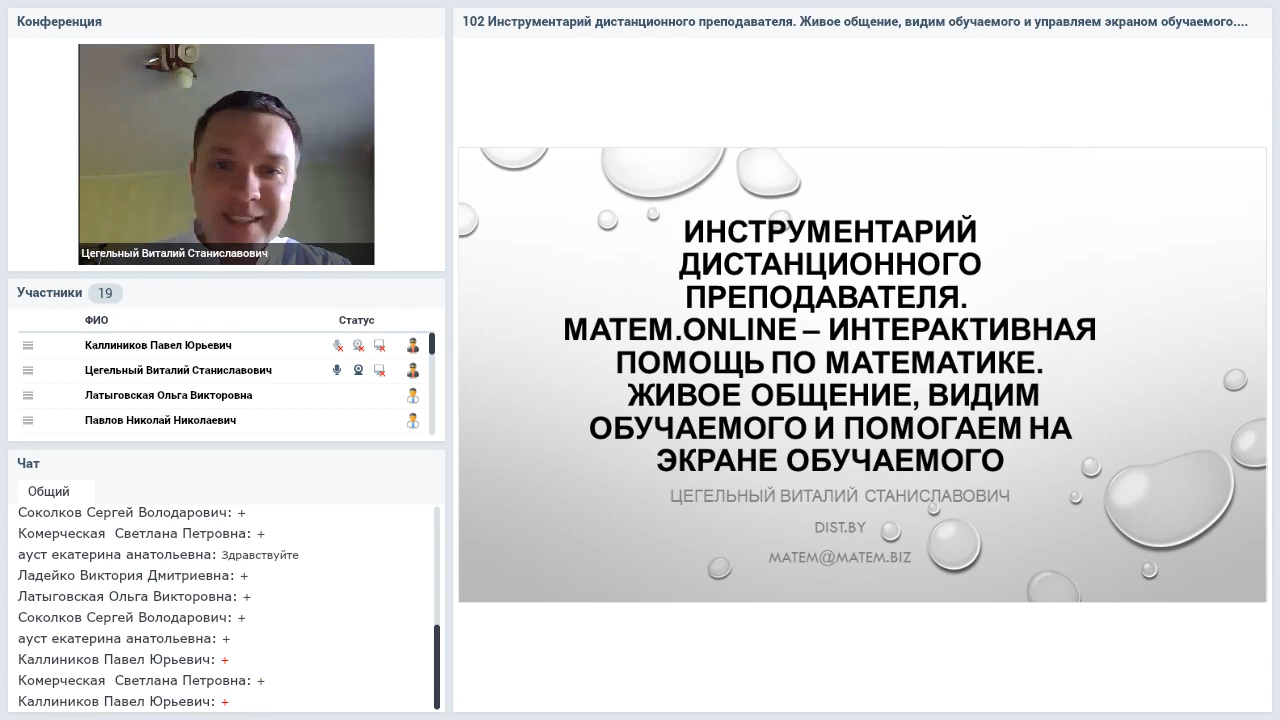 Конференция
Цегельный Виталий Станиславович
Участники 19
ФИО Статус
Каллиников Павел Юрьевич
Цегельный Виталий Станиславович
Латыговская Ольга Викторовна
Павлов Николай Николаевич
Чат
Общий
Соколков Сергей Володарович: +
Комерческая  Светлана Петровна: +
ауст екатерина анатольевна: Здравствуйте
Ладейко Виктория Дмитриевна: +
Латыговская Ольга Викторовна: +
Соколков Сергей Володарович: +
ауст екатерина анатольевна: +
Каллиников Павел Юрьевич: +
Комерческая  Светлана Петровна: +
Каллиников Павел Юрьевич: +
102 Инструментарий дистанционного преподавателя. Живое общение, видим обучаемого и управляем экраном обучаемого....
ИНСТРУМЕНТАРИЙ
ДИСТАНЦИОННОГО
ПРЕПОДАВАТЕЛЯ.
MATEM.ONLINE – ИНТЕРАКТИВНАЯ
ПОМОЩЬ ПО МАТЕМАТИКЕ.
ЖИВОЕ ОБЩЕНИЕ, ВИДИМ
ОБУЧАЕМОГО И ПОМОГАЕМ НА
ЭКРАНЕ ОБУЧАЕМОГО
ЦЕГЕЛЬНЫЙ ВИТАЛИЙ СТАНИСЛАВОВИЧ
DIST.BY
MATEM@MATEM.BIZ